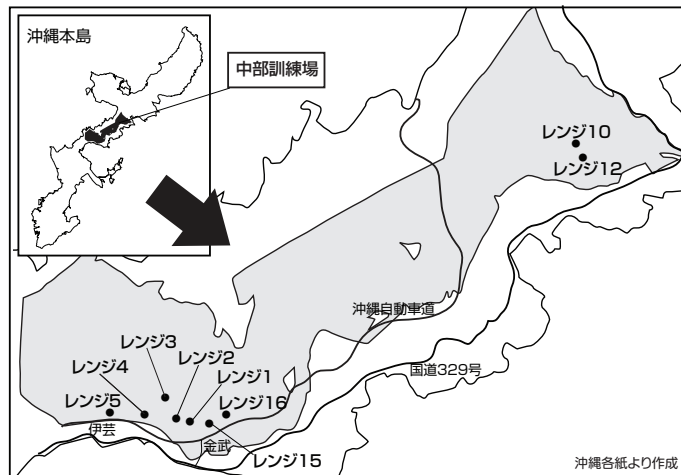 沖縄本島
中部訓練場
レンジ10
レンジ12
沖縄自動車道
レンジ3
レンジ2
レンジ4
レンジ1
レンジ5
レンジ16
国道329号
伊芸
金武
レンジ15
沖縄各紙より作成